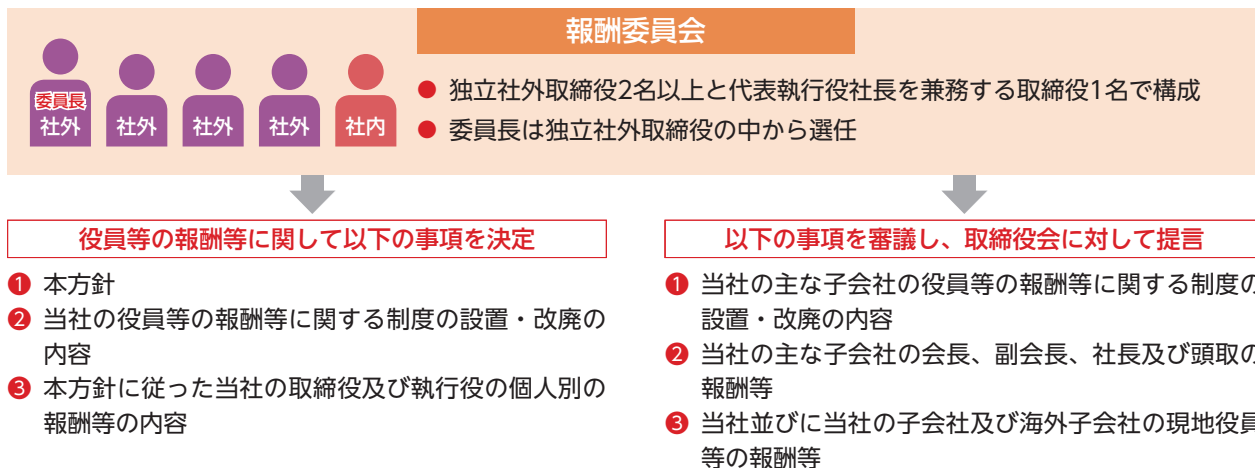 報酬委員会
委員長
社外
社外
社外
社外
社内
● 独立社外取締役2名以上と代表執行役社長を兼務する取締役1名で構成
● 委員長は独立社外取締役の中から選任
役員等の報酬等に関して以下の事項を決定
❶ 本方針
❷ 当社の役員等の報酬等に関する制度の設置・改廃の
内容
❸ 本方針に従った当社の取締役及び執行役の個人別の
報酬等の内容
以下の事項を審議し、取締役会に対して提言
❶ 当社の主な子会社の役員等の報酬等に関する制度の
設置・改廃の内容
❷ 当社の主な子会社の会長、副会長、社長及び頭取の
報酬等
❸ 当社並びに当社の子会社及び海外子会社の現地役員
等の報酬等